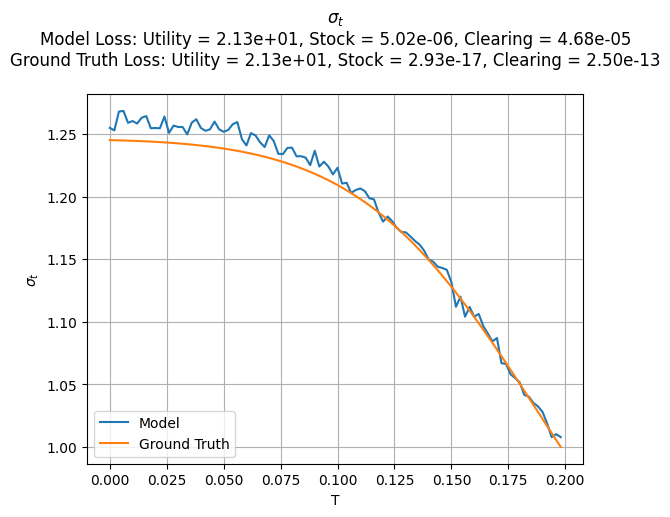 σ_t
Model Loss: Utility = 2.13e+01, Stock = 5.02e-06, Clearing = 4.68e-05
Ground Truth Loss: Utility = 2.13e+01, Stock = 2.93e-17, Clearing = 2.50e-13
1.25
1.20
1.15
1.10
1.05
1.00
σ_t
Model
Ground Truth
0.000 0.025 0.050 0.075 0.100 0.125 0.150 0.175 0.200
T